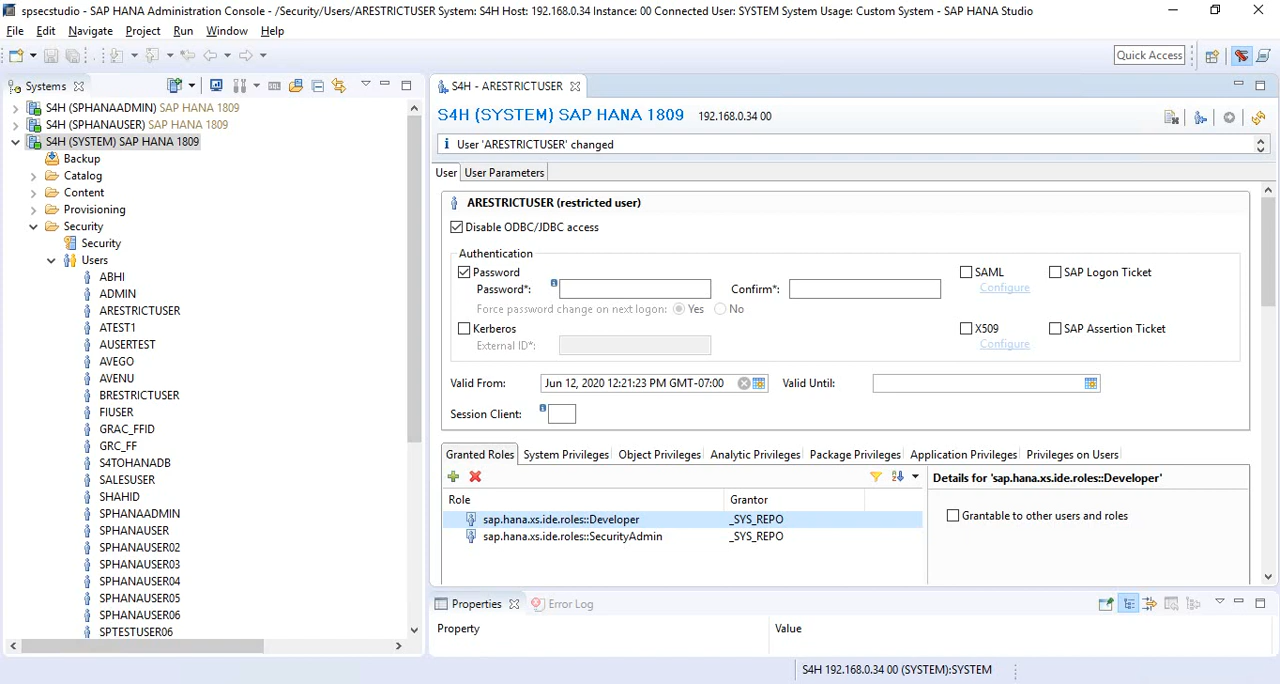 spsecstudio - SAP HANA Administration Console - /Security/Users/ARESTRICTUSER System: S4H Host: 192.168.0.34 Instance: 00 Connected User: SYSTEM System Usage: Custom System - SAP HANA Studio
File Edit Navigate Project Run Window Help
Quick Access
Systems
S4H (SPHANAADMIN) SAP HANA 1809
S4H (SPHANAUSER) SAP HANA 1809
S4H (SYSTEM) SAP HANA 1809
Backup
Catalog
Content
Provisioning
Security
Security
Users
ABHI
ADMIN
ARESTRICTUSER
ATEST1
AUSERTEST
AVEGO
AVENU
BRESTRICTUSER
FIUSER
GRAC_FFID
GRC_FF
S4TOHANADB
SALESUSER
SHAHID
SPHANAADMIN
SPHANAUSER
SPHANAUSER02
SPHANAUSER03
SPHANAUSER04
SPHANAUSER05
SPHANAUSER06
SPTESTUSER06
S4H - ARESTRICTUSER
S4H (SYSTEM) SAP HANA 1809 192.168.0.34 00
User 'ARESTRICTUSER' changed
User User Parameters
ARESTRICTUSER (restricted user)
Disable ODBC/JDBC access
Authentication
Password SAML SAP Logon Ticket
Password*: Confirm*: Configure
Force password change on next logon: Yes No
Kerberos X509 SAP Assertion Ticket
External ID*: Configure
Valid From: Jun 12, 2020 12:21:23 PM GMT-07:00 Valid Until:
Session Client:
Granted Roles System Privileges Object Privileges Analytic Privileges Package Privileges Application Privileges Privileges on Users
Details for 'sap.hana.xs.ide.roles::Developer'
Role Grantor
sap.hana.xs.ide.roles::Developer _SYS_REPO Grantable to other users and roles
sap.hana.xs.ide.roles::SecurityAdmin _SYS_REPO
Properties Error Log
Property Value
S4H 192.168.0.34 00 (SYSTEM):SYSTEM